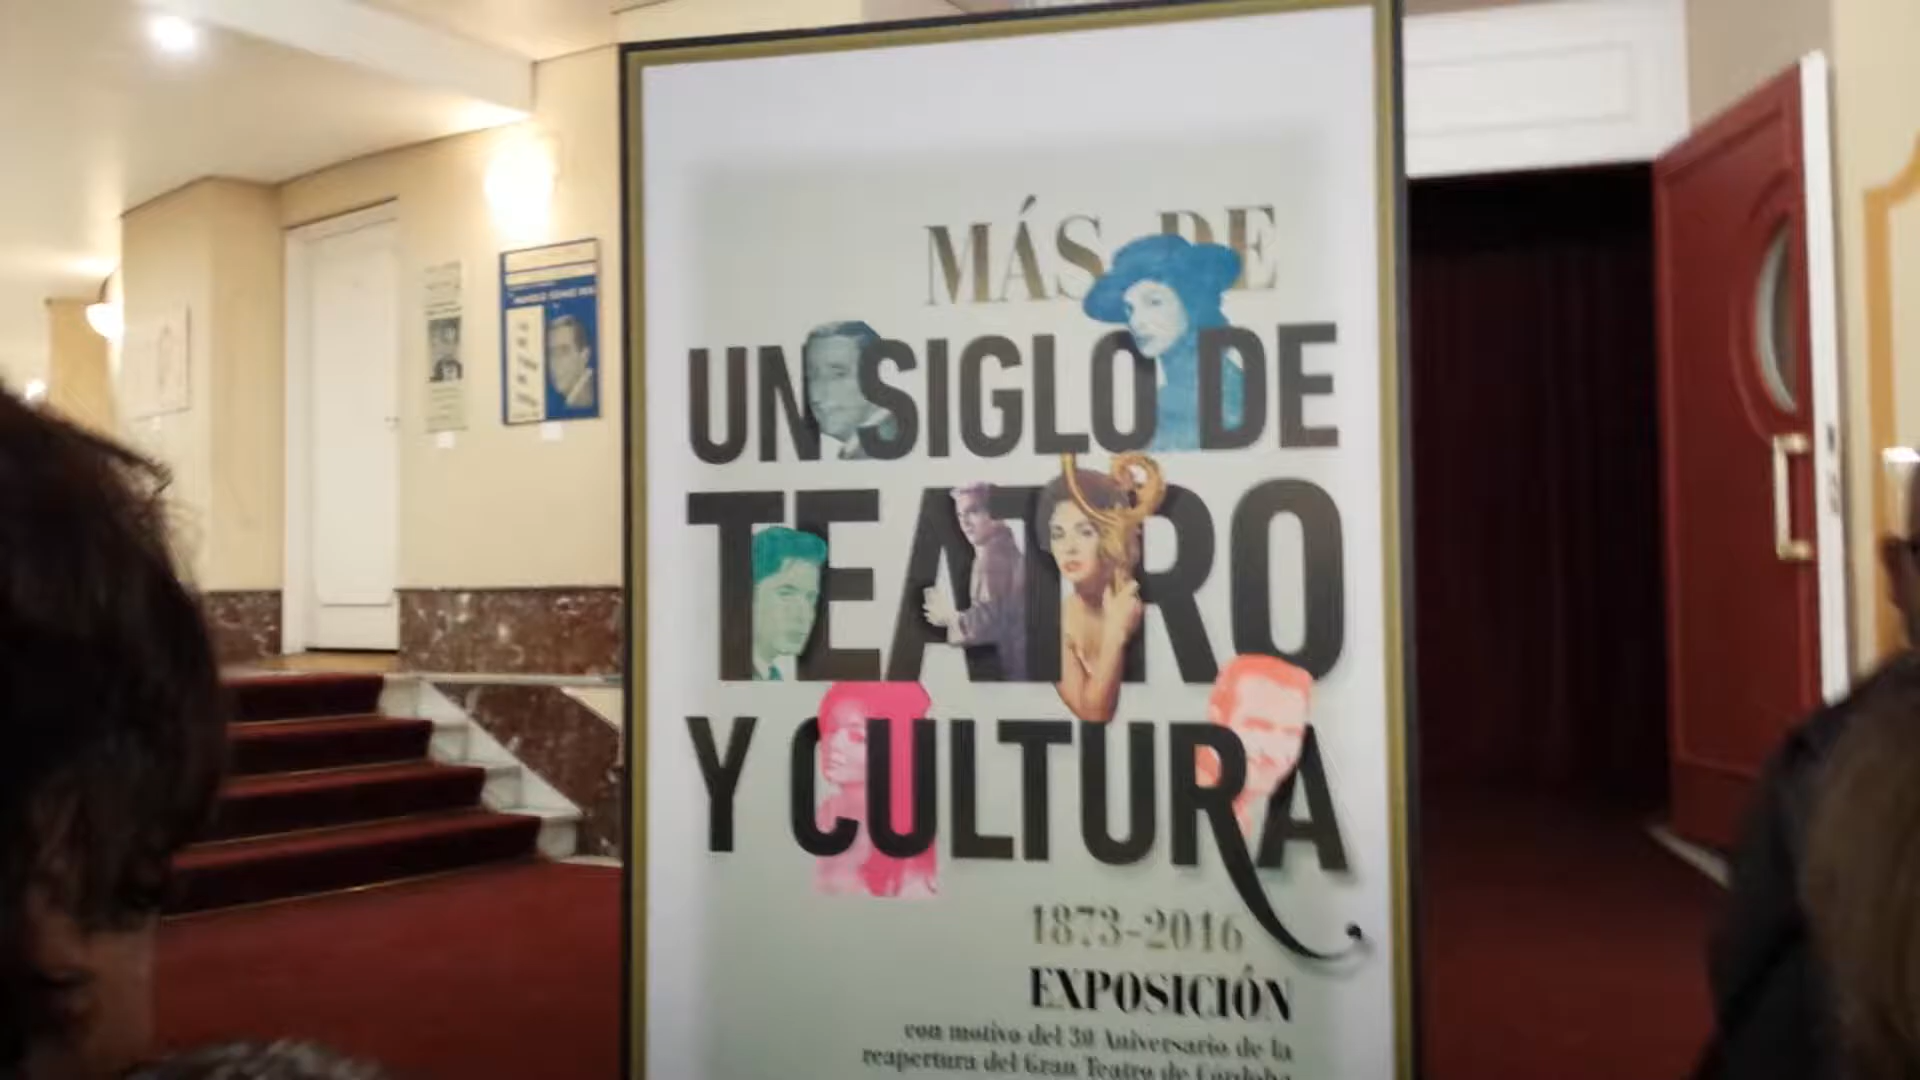 MÁS DE
UN SIGLO DE
TEATRO
Y CULTURA
1873-2016
EXPOSICIÓN
con motivo del 30 Aniversario de la
reapertura del Gran Teatro de Córdoba